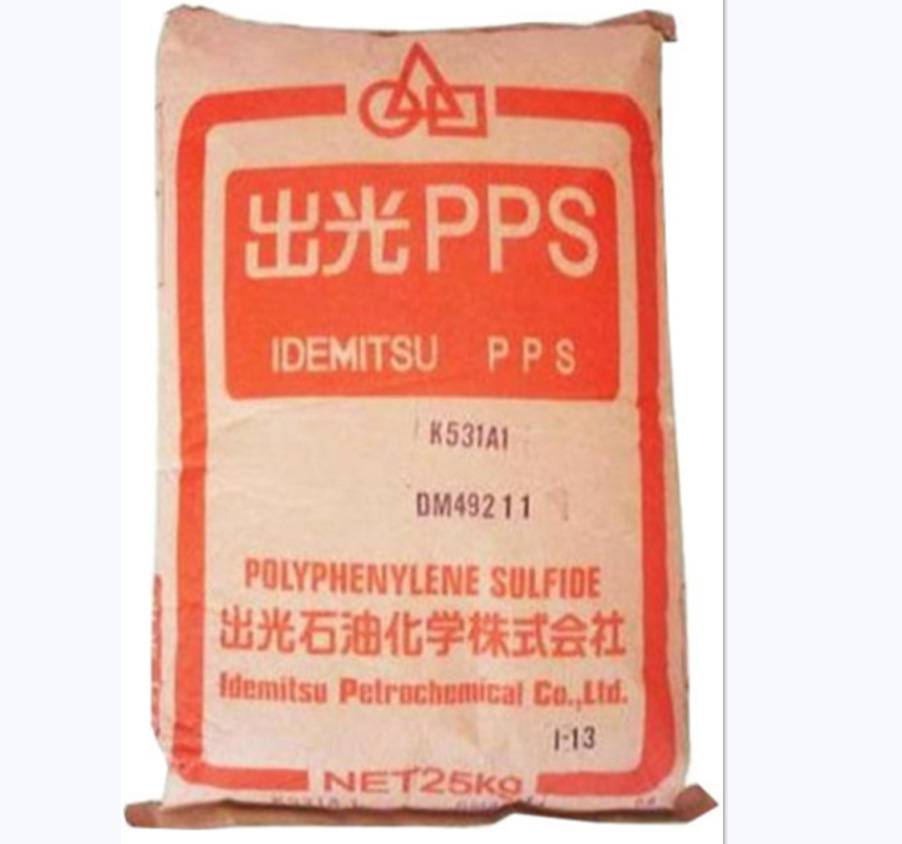 出光PPS
IDEMITSU PPS
K531A1
DM49211
POLYPHENYLENE SULFIDE
出光石油化学株式会社
Idemitsu Petrochemical Co.,Ltd.
I-13
NET25kg